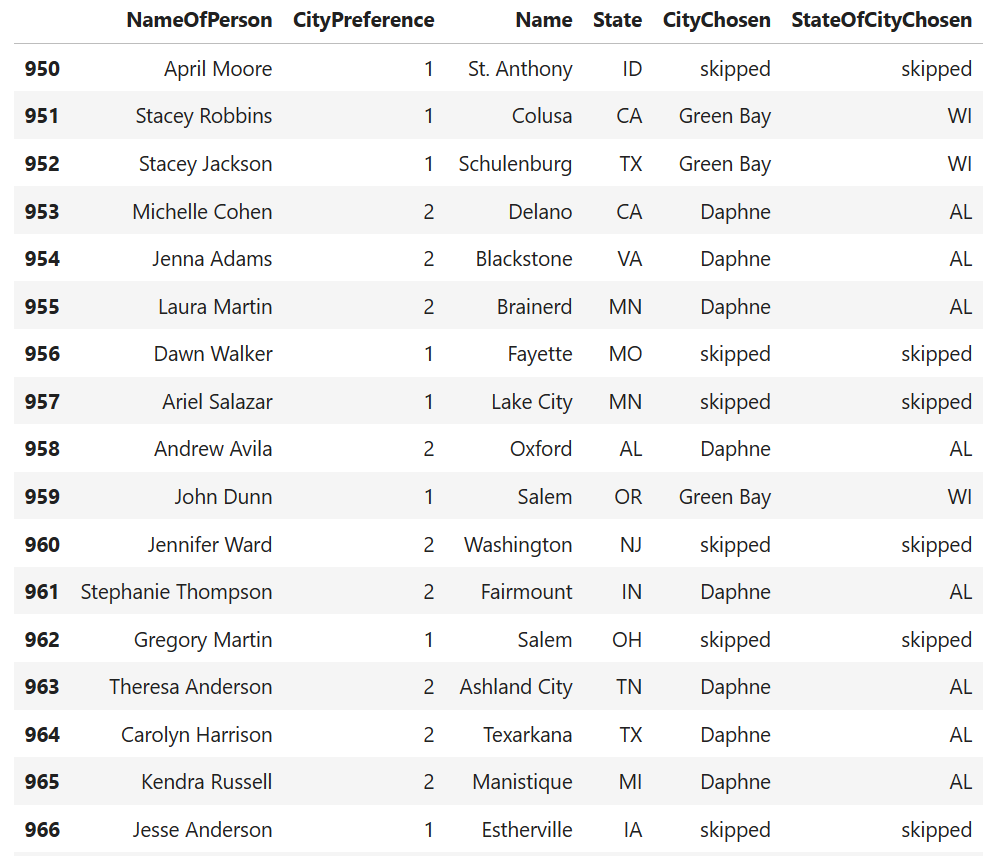 NameOfPerson CityPreference Name State CityChosen StateOfCityChosen
950 April Moore 1 St. Anthony ID skipped skipped
951 Stacey Robbins 1 Colusa CA Green Bay WI
952 Stacey Jackson 1 Schulenburg TX Green Bay WI
953 Michelle Cohen 2 Delano CA Daphne AL
954 Jenna Adams 2 Blackstone VA Daphne AL
955 Laura Martin 2 Brainerd MN Daphne AL
956 Dawn Walker 1 Fayette MO skipped skipped
957 Ariel Salazar 1 Lake City MN skipped skipped
958 Andrew Avila 2 Oxford AL Daphne AL
959 John Dunn 1 Salem OR Green Bay WI
960 Jennifer Ward 2 Washington NJ skipped skipped
961 Stephanie Thompson 2 Fairmount IN Daphne AL
962 Gregory Martin 1 Salem OH skipped skipped
963 Theresa Anderson 2 Ashland City TN Daphne AL
964 Carolyn Harrison 2 Texarkana TX Daphne AL
965 Kendra Russell 2 Manistique MI Daphne AL
966 Jesse Anderson 1 Estherville IA skipped skipped